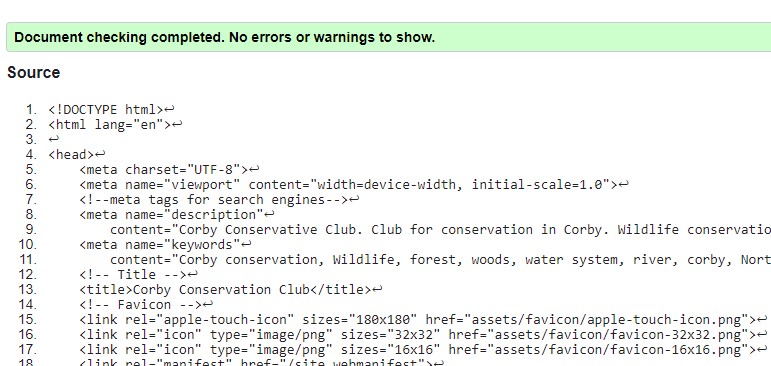 Document checking completed. No errors or warnings to show.
Source
1. <!DOCTYPE html>↩
2. <html lang="en">↩
3. ↩
4. <head>↩
5. <meta charset="UTF-8">↩
6. <meta name="viewport" content="width=device-width, initial-scale=1.0">↩
7. <!--meta tags for search engines-->↩
8. <meta name="description"↩
9. content="Corby Conservative Club. Club for conservation in Corby. Wildlife conservatio
10. <meta name="keywords"↩
11. content="Corby conservation, Wildlife, forest, woods, water system, river, corby, Nort
12. <!-- Title -->↩
13. <title>Corby Conservation Club</title>↩
14. <!-- Favicon -->↩
15. <link rel="apple-touch-icon" sizes="180x180" href="assets/favicon/apple-touch-icon.png">↩
16. <link rel="icon" type="image/png" sizes="32x32" href="assets/favicon/favicon-32x32.png">↩
17. <link rel="icon" type="image/png" sizes="16x16" href="assets/favicon/favicon-16x16.png">↩
18. <link rel="manifest" href="/site.webmanifest">↩